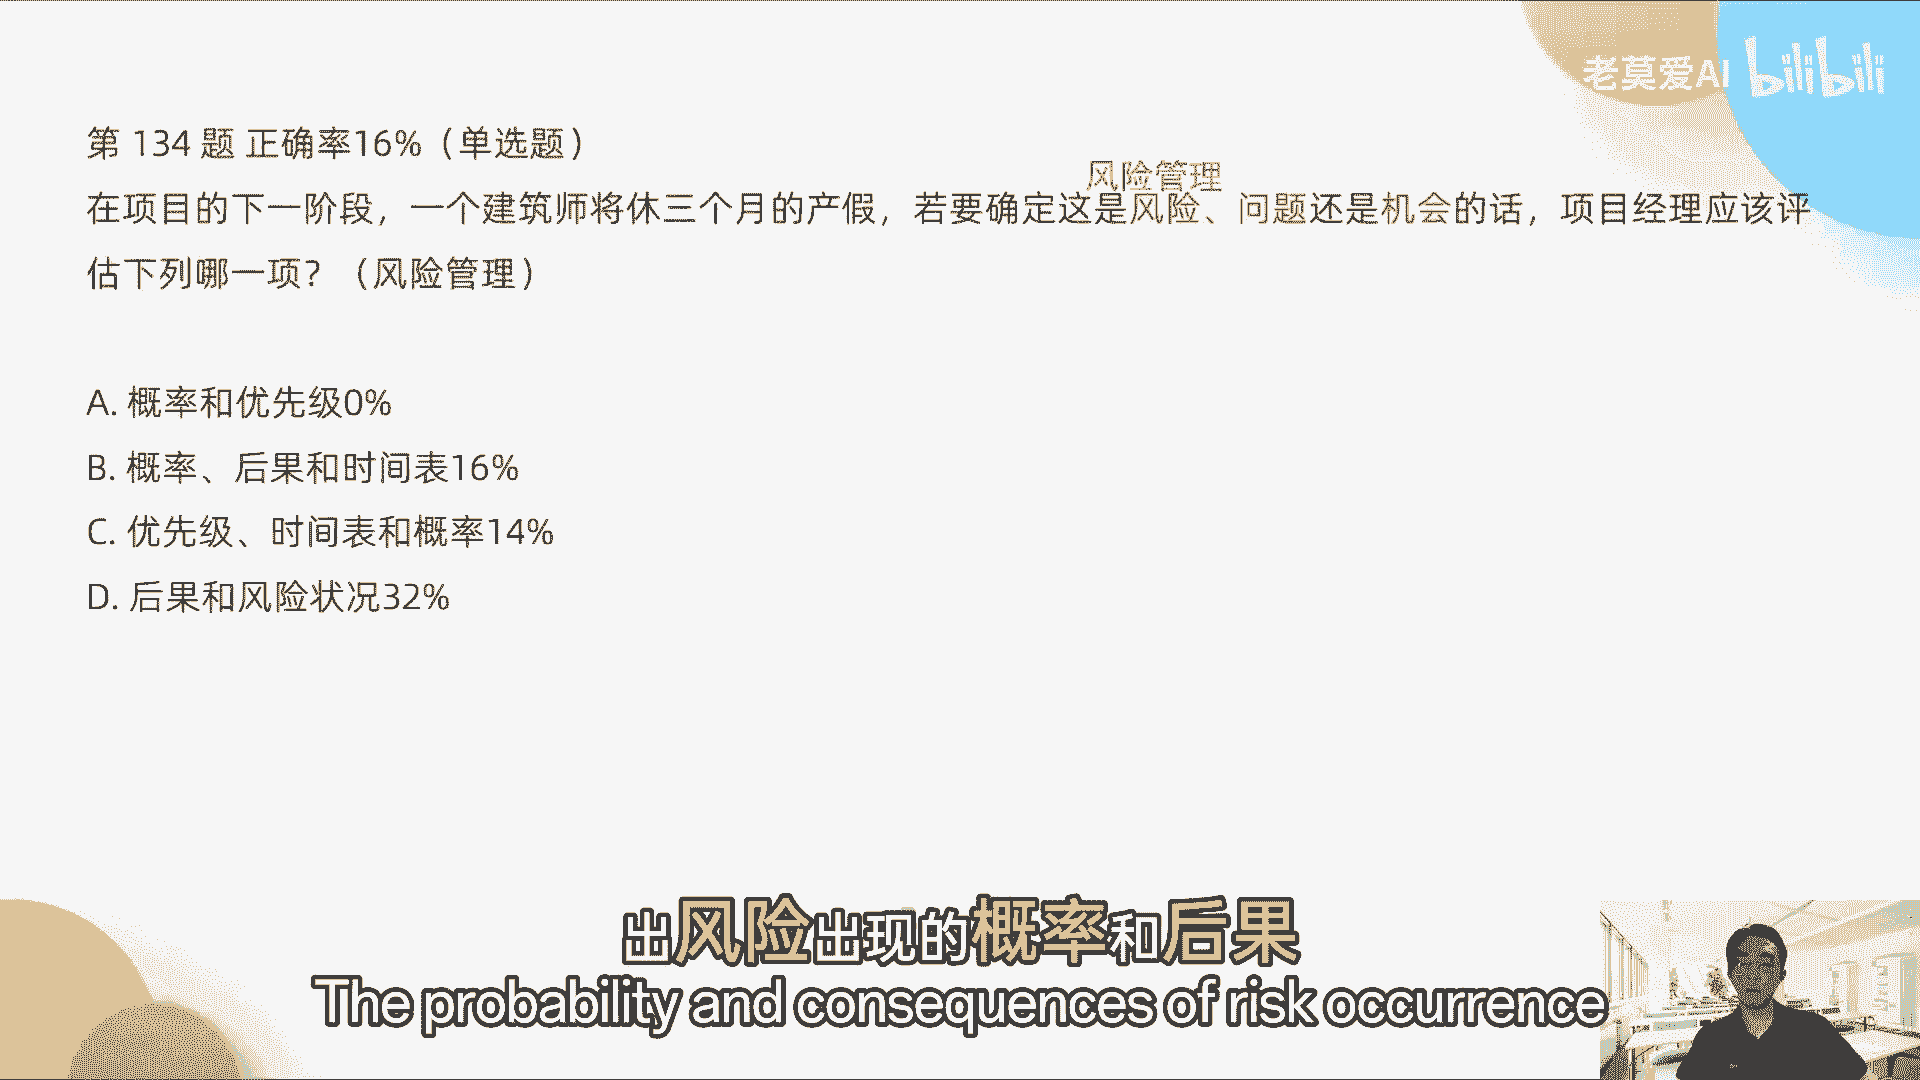 老莫爱AI bilibili
第 134 题 正确率16%（单选题）
风险管理
在项目的下一阶段，一个建筑师将休三个月的产假，若要确定这是风险、问题还是机会的话，项目经理应该评
估下列哪一项？（风险管理）
A. 概率和优先级0%
B. 概率、后果和时间表16%
C. 优先级、时间表和概率14%
D. 后果和风险状况32%
出风险出现的概率和后果
The probability and consequences of risk occurrence